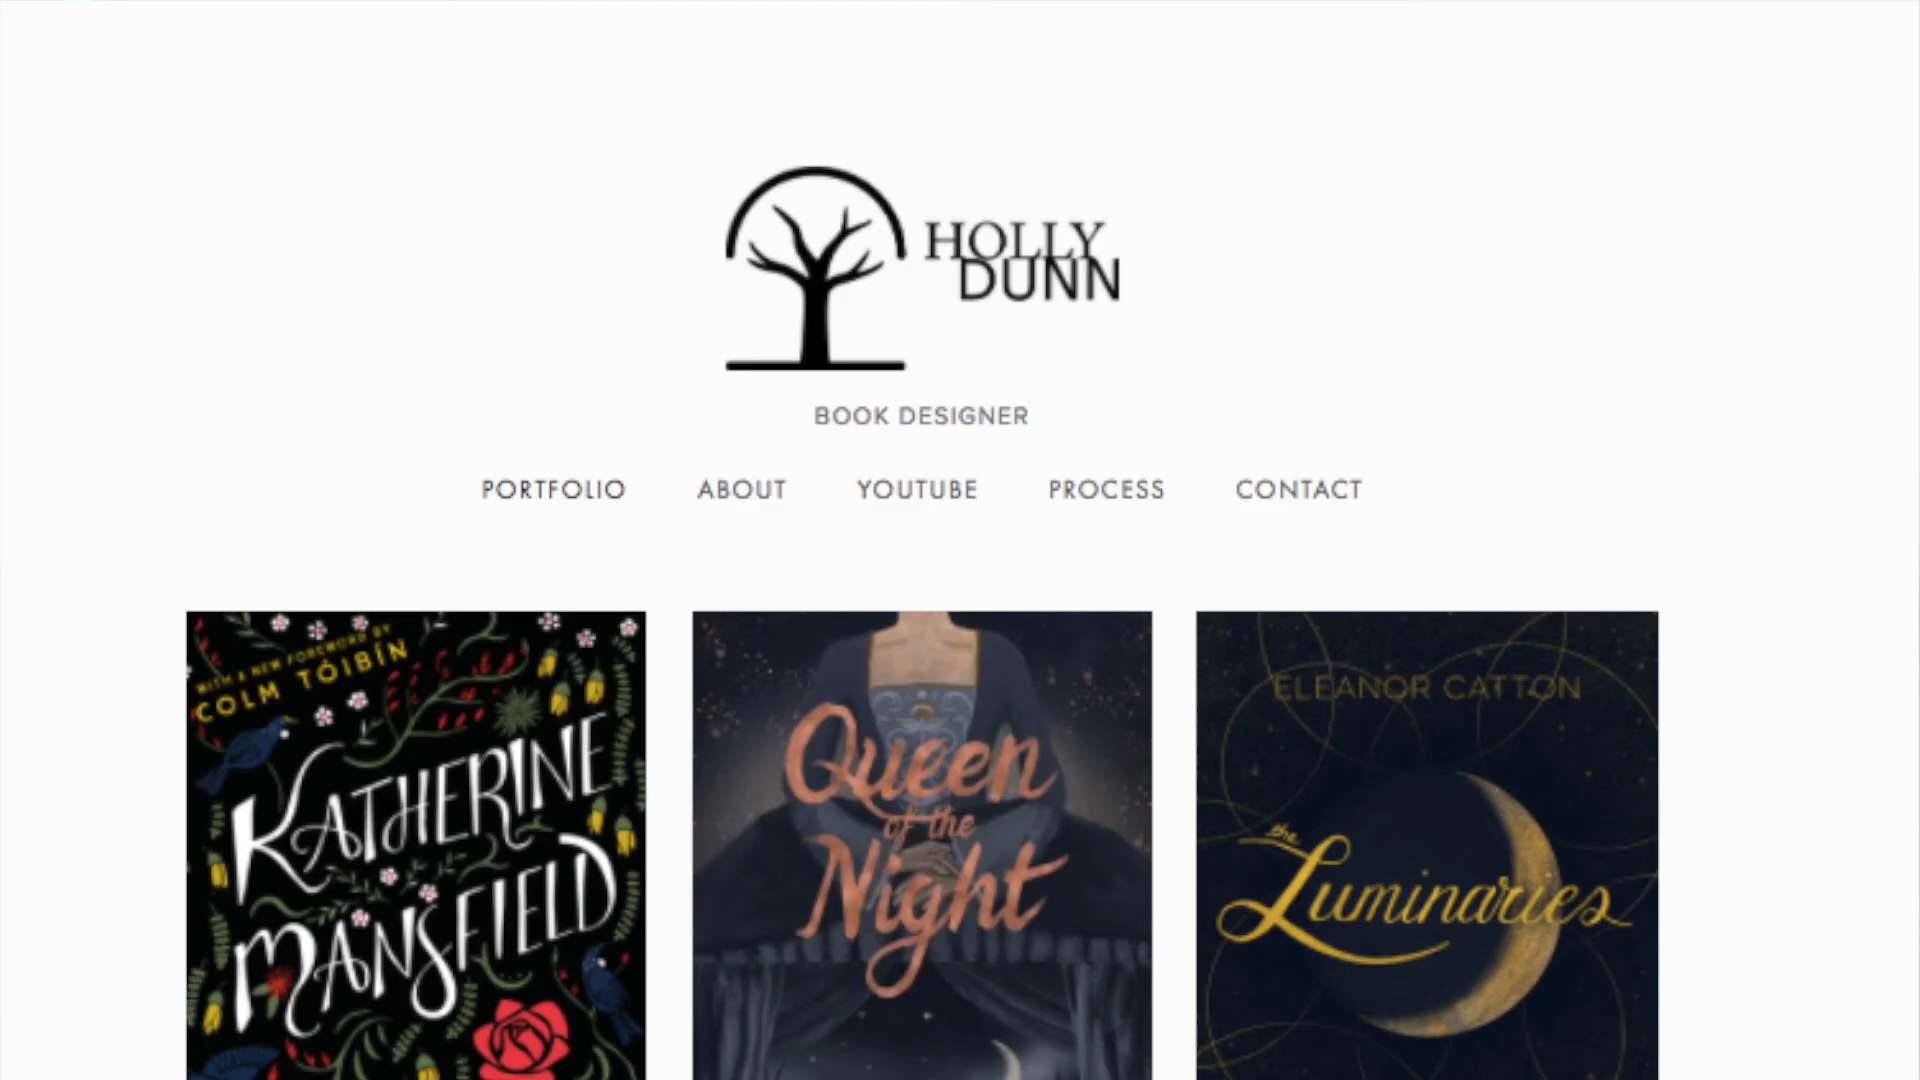 HOLLY
DUNN
BOOK DESIGNER
PORTFOLIO ABOUT YOUTUBE PROCESS CONTACT
WITH A NEW FOREWORD BY
COLM TÓIBÍN
KATHERINE
MANSFIELD
Queen
of the
Night
ELEANOR CATTON
the
Luminaries